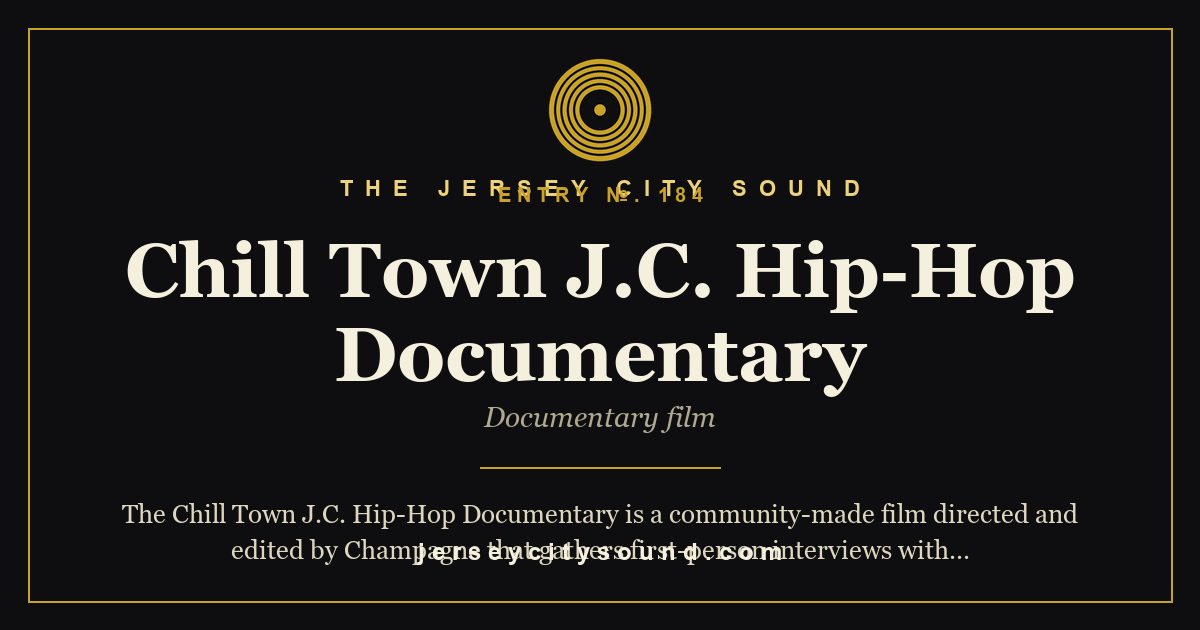 THE JERSEY CITY SOUND
ENTRY №. 184
Chill Town J.C. Hip-Hop
Documentary
Documentary film
The Chill Town J.C. Hip-Hop Documentary is a community-made film directed and
edited by Champagne that gathers first-person interviews with...
jerseycitysound.com